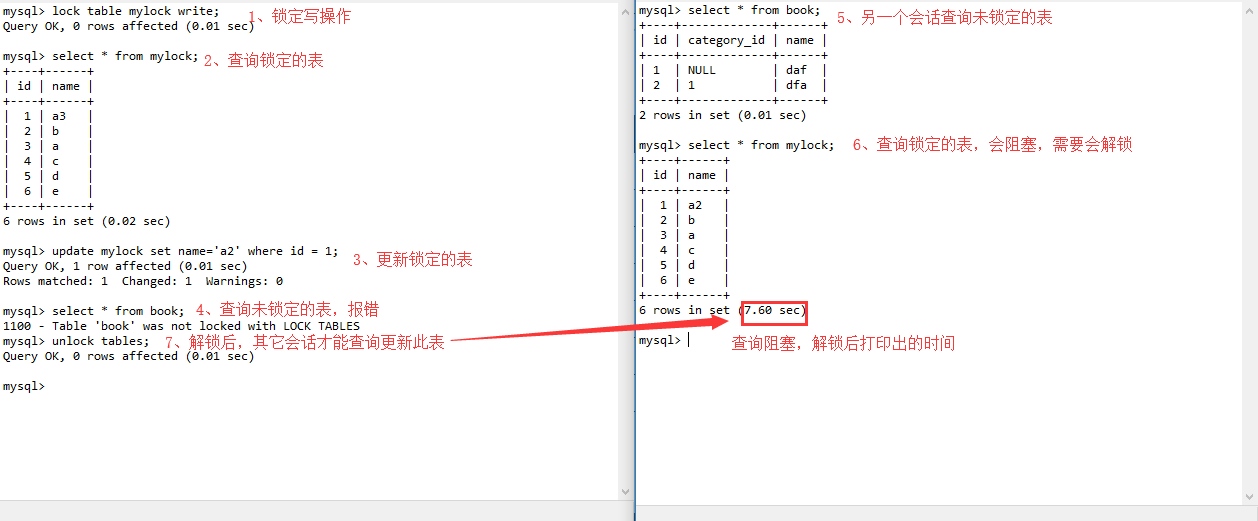 mysql> lock table mylock write;
1、锁定写操作
Query OK, 0 rows affected (0.01 sec)
mysql> select * from mylock;
2、查询锁定的表
+----+------+
| id | name |
+----+------+
|  1 | a3   |
|  2 | b    |
|  3 | a    |
|  4 | c    |
|  5 | d    |
|  6 | e    |
+----+------+
6 rows in set (0.02 sec)
mysql> update mylock set name='a2' where id = 1;
Query OK, 1 row affected (0.01 sec)
3、更新锁定的表
Rows matched: 1  Changed: 1  Warnings: 0
mysql> select * from book;
4、查询未锁定的表，报错
1100 - Table 'book' was not locked with LOCK TABLES
mysql> unlock tables;
7、解锁后，其它会话才能查询更新此表
Query OK, 0 rows affected (0.01 sec)
mysql>
mysql> select * from book;
5、另一个会话查询未锁定的表
+----+-------------+------+
| id | category_id | name |
+----+-------------+------+
| 1  | NULL        | daf  |
| 2  | 1           | dfa  |
+----+-------------+------+
2 rows in set (0.01 sec)
mysql> select * from mylock;
6、查询锁定的表，会阻塞，需要会解锁
+----+------+
| id | name |
+----+------+
|  1 | a2   |
|  2 | b    |
|  3 | a    |
|  4 | c    |
|  5 | d    |
|  6 | e    |
+----+------+
6 rows in set (7.60 sec)
mysql>
查询阻塞，解锁后打印出的时间